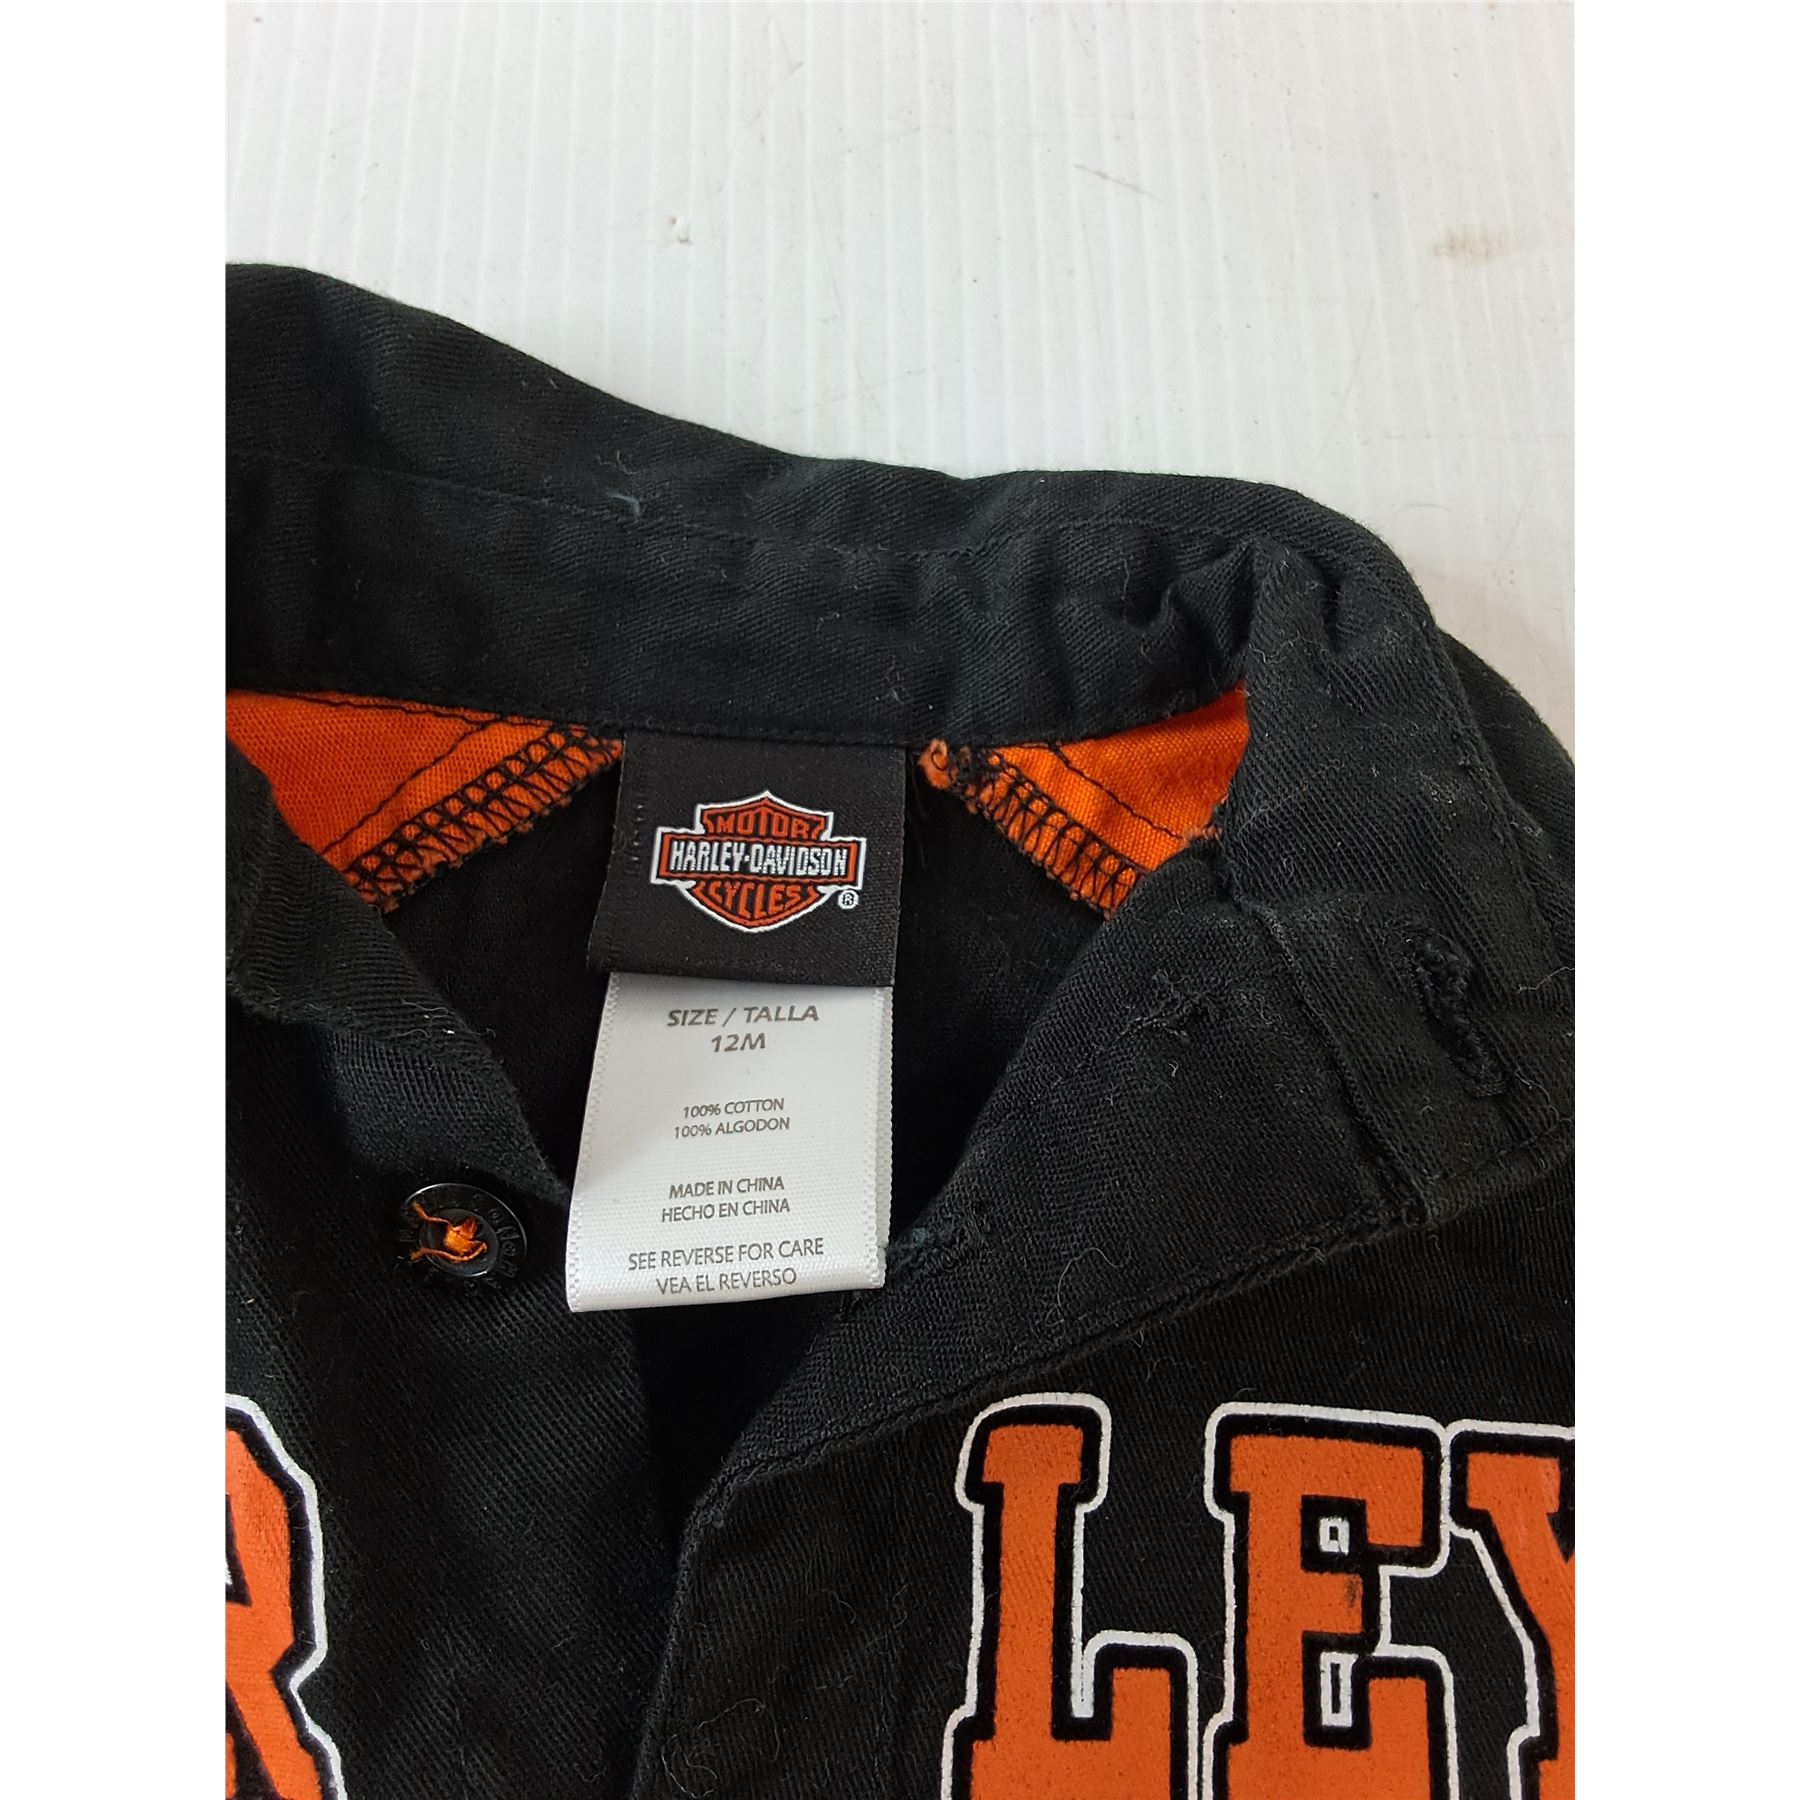 MOTOR
HARLEY-DAVIDSON
CYCLES
®
SIZE / TALLA
12M
100% COTTON
100% ALGODON
MADE IN CHINA
HECHO EN CHINA
SEE REVERSE FOR CARE
VEA EL REVERSO
R LEY